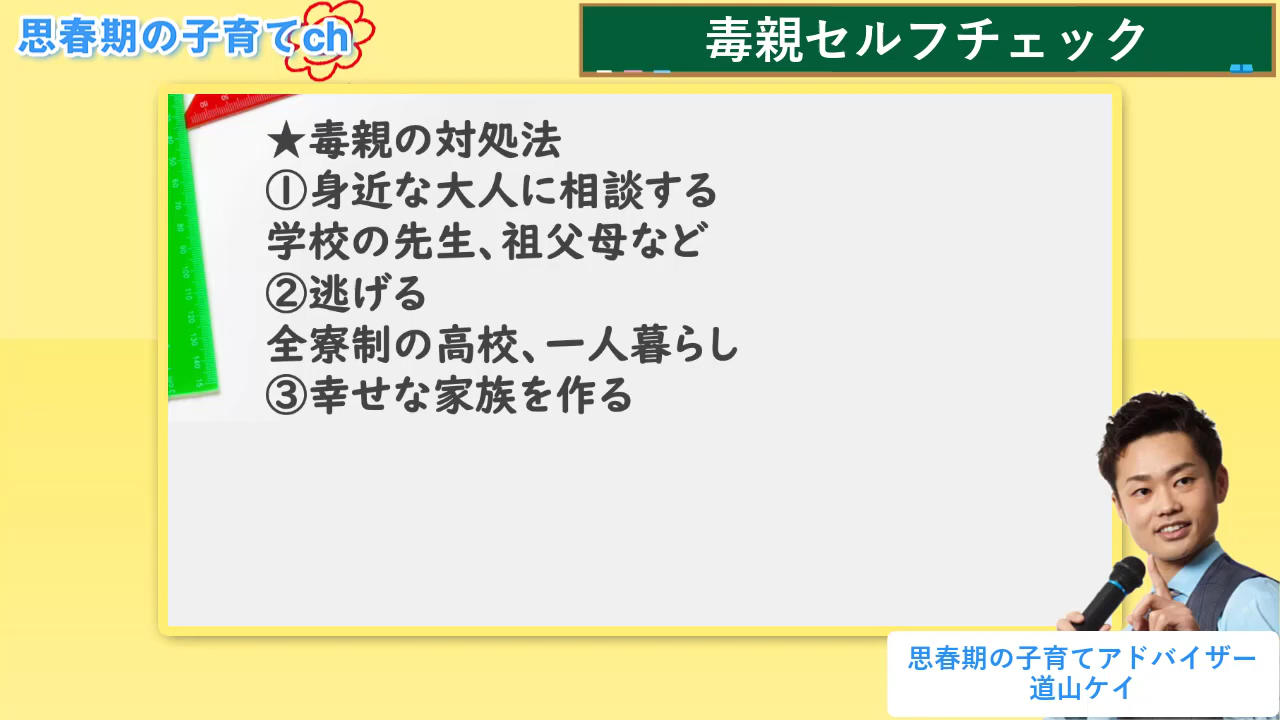 思春期の子育てch
毒親セルフチェック
★毒親の対処法
①身近な大人に相談する
学校の先生、祖父母など
②逃げる
全寮制の高校、一人暮らし
③幸せな家族を作る
思春期の子育てアドバイザー
道山ケイ